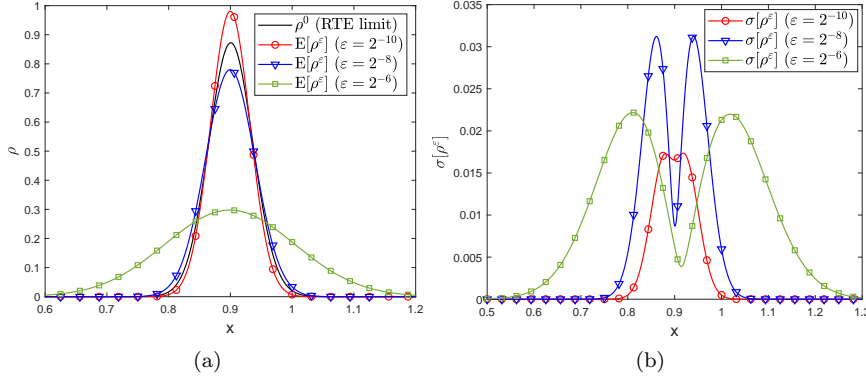 1
0.9
0.8
0.7
0.6
0.5
0.4
0.3
0.2
0.1
0
ρ
0.6 0.7 0.8 0.9 1 1.1 1.2
x
ρ⁰ (RTE limit)
E[ρ^ε] (ε = 2⁻¹⁰)
E[ρ^ε] (ε = 2⁻⁸)
E[ρ^ε] (ε = 2⁻⁶)
(a)
0.035
0.03
0.025
0.02
0.015
0.01
0.005
0
σ[ρ^ε]
0.5 0.6 0.7 0.8 0.9 1 1.1 1.2 1.3
x
σ[ρ^ε] (ε = 2⁻¹⁰)
σ[ρ^ε] (ε = 2⁻⁸)
σ[ρ^ε] (ε = 2⁻⁶)
(b)